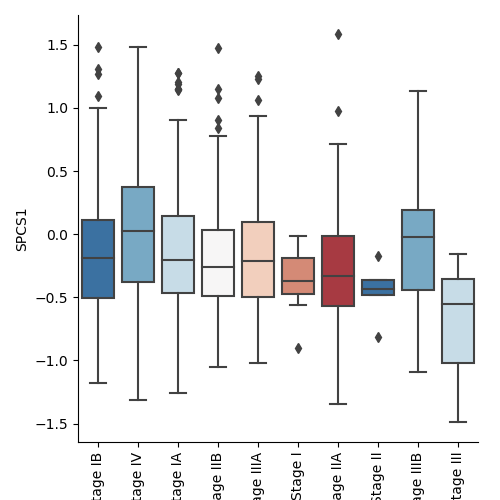 1.5
1.0
0.5
0.0
−0.5
−1.0
−1.5
SPCS1
tage IB
tage IV
tage IA
age IIB
age IIIA
Stage I
age IIA
Stage II
age IIIB
tage III